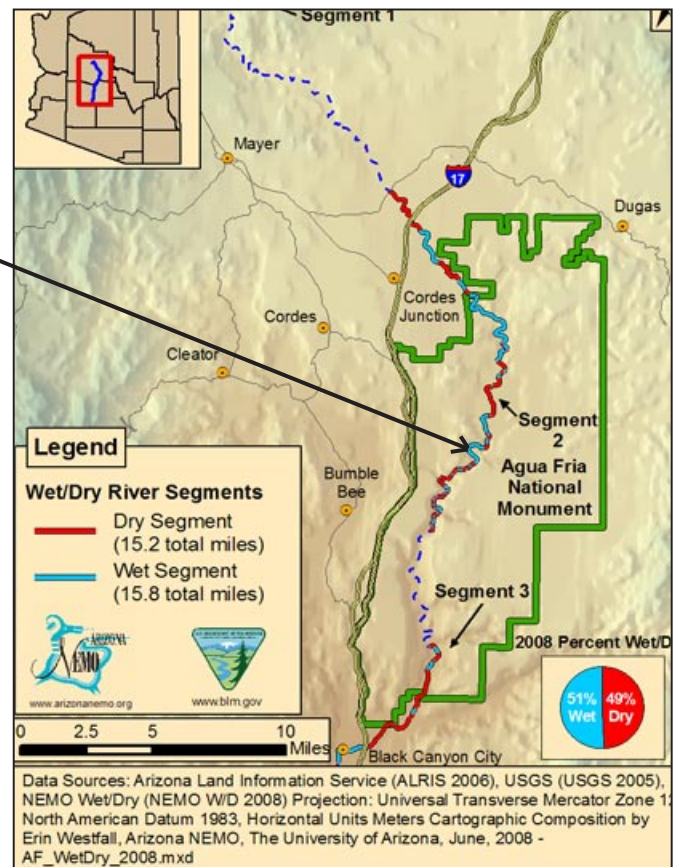 Segment 1
Mayer
17
Dugas
Cordes
Junction
Cordes
Cleator
Segment
2
Agua Fria
National
Monument
Bumble
Bee
Legend
Wet/Dry River Segments
Dry Segment
(15.2 total miles)
Wet Segment
(15.8 total miles)
Segment 3
2008 Percent Wet/D
51%
Wet
49%
Dry
ARIZONA
NEMO
www.arizonanemo.org
www.blm.gov
0 2.5 5 10
Miles
Black Canyon City
Data Sources: Arizona Land Information Service (ALRIS 2006), USGS (USGS 2005),
NEMO Wet/Dry (NEMO W/D 2008) Projection: Universal Transverse Mercator Zone 12
North American Datum 1983, Horizontal Units Meters Cartographic Composition by
Erin Westfall, Arizona NEMO, The University of Arizona, June, 2008 -
AF_WetDry_2008.mxd